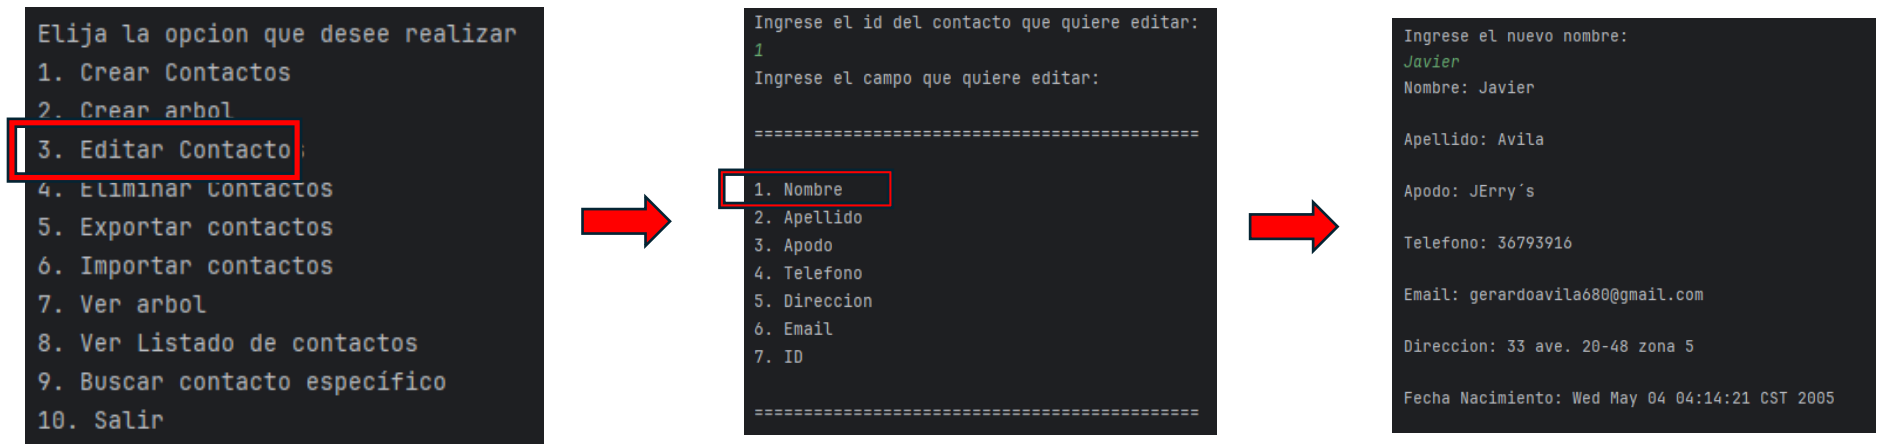 Elija la opcion que desee realizar
1. Crear Contactos
2. Crear arbol
3. Editar Contactos
4. Eliminar Contactos
5. Exportar contactos
6. Importar contactos
7. Ver arbol
8. Ver Listado de contactos
9. Buscar contacto específico
10. Salir
Ingrese el id del contacto que quiere editar:
1
Ingrese el campo que quiere editar:
=============================================
1. Nombre
2. Apellido
3. Apodo
4. Telefono
5. Direccion
6. Email
7. ID
=============================================
Ingrese el nuevo nombre:
Javier
Nombre: Javier
Apellido: Avila
Apodo: JErry´s
Telefono: 36793916
Email: gerardoavila680@gmail.com
Direccion: 33 ave. 20-48 zona 5
Fecha Nacimiento: Wed May 04 04:14:21 CST 2005